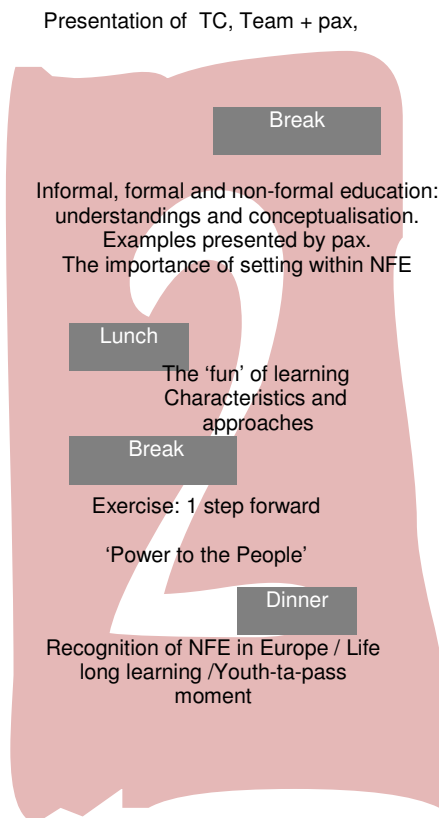 Presentation of TC, Team + pax,
Break
Informal, formal and non-formal education:
understandings and conceptualisation.
Examples presented by pax.
The importance of setting within NFE
Lunch
The ‘fun’ of learning
Characteristics and
approaches
Break
Exercise: 1 step forward
‘Power to the People’
Dinner
Recognition of NFE in Europe / Life
long learning /Youth-ta-pass
moment
2